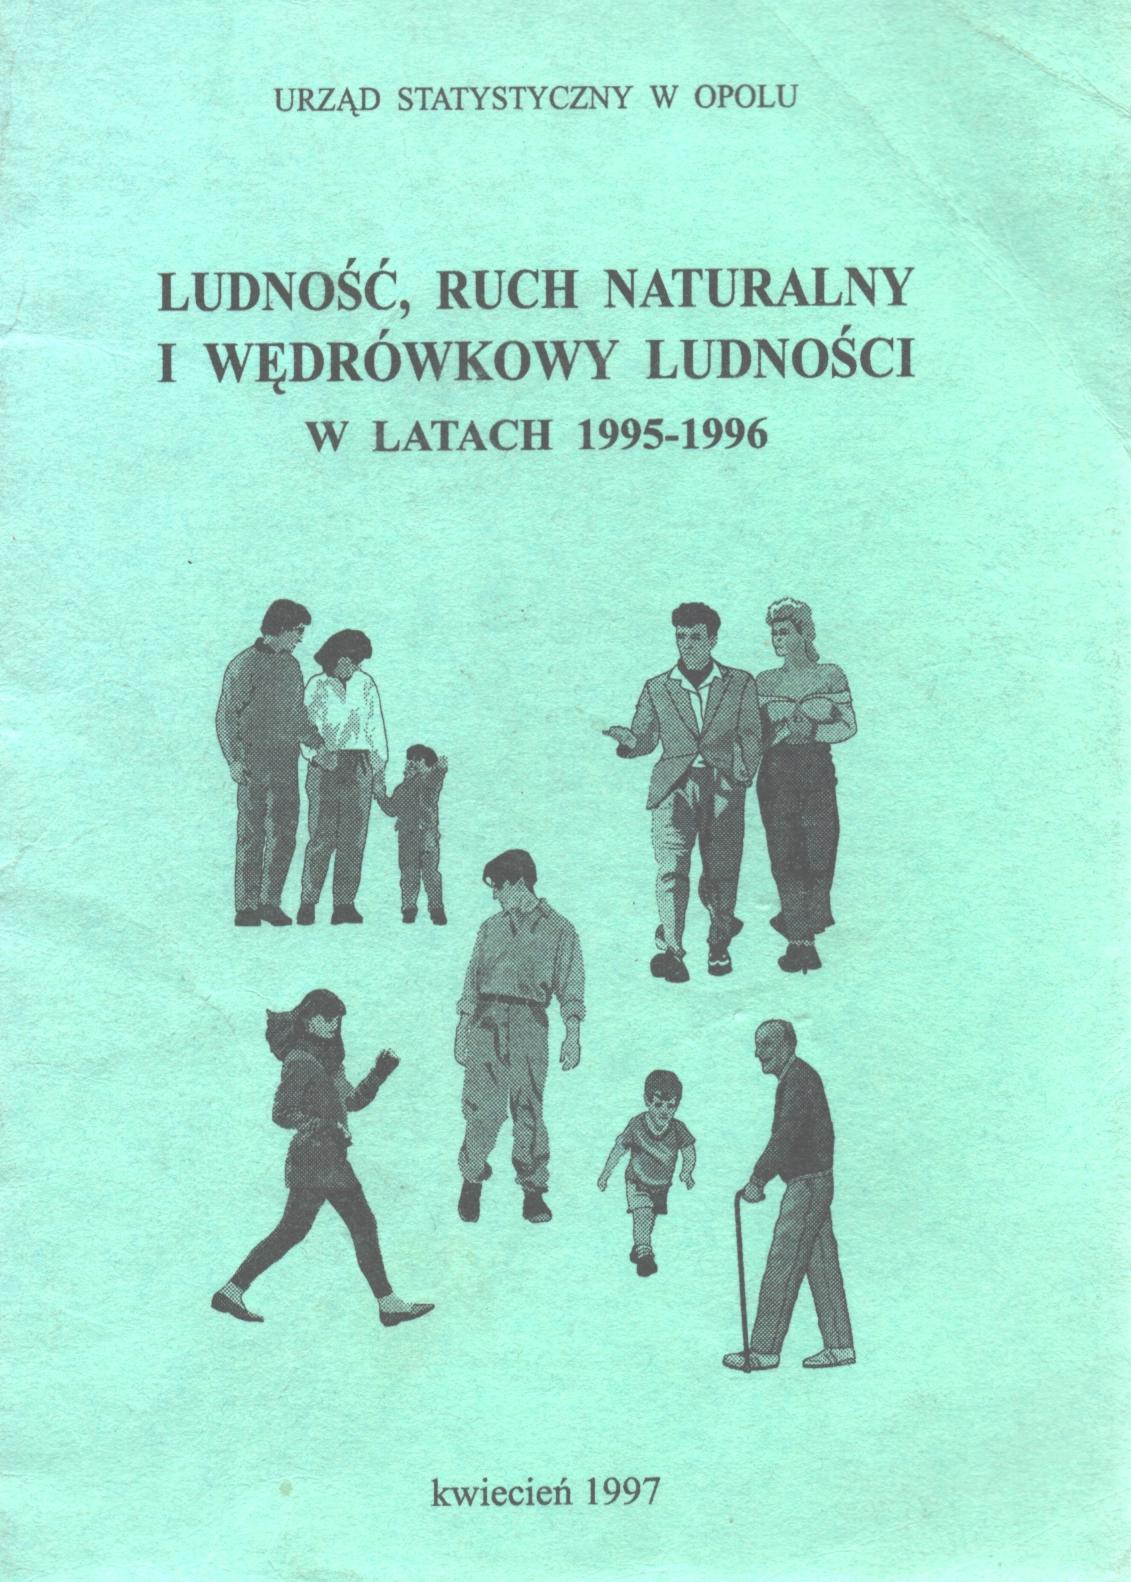 URZĄD STATYSTYCZNY W OPOLU
LUDNOŚĆ, RUCH NATURALNY
I WĘDRÓWKOWY LUDNOŚCI
W LATACH 1995-1996
kwiecień 1997